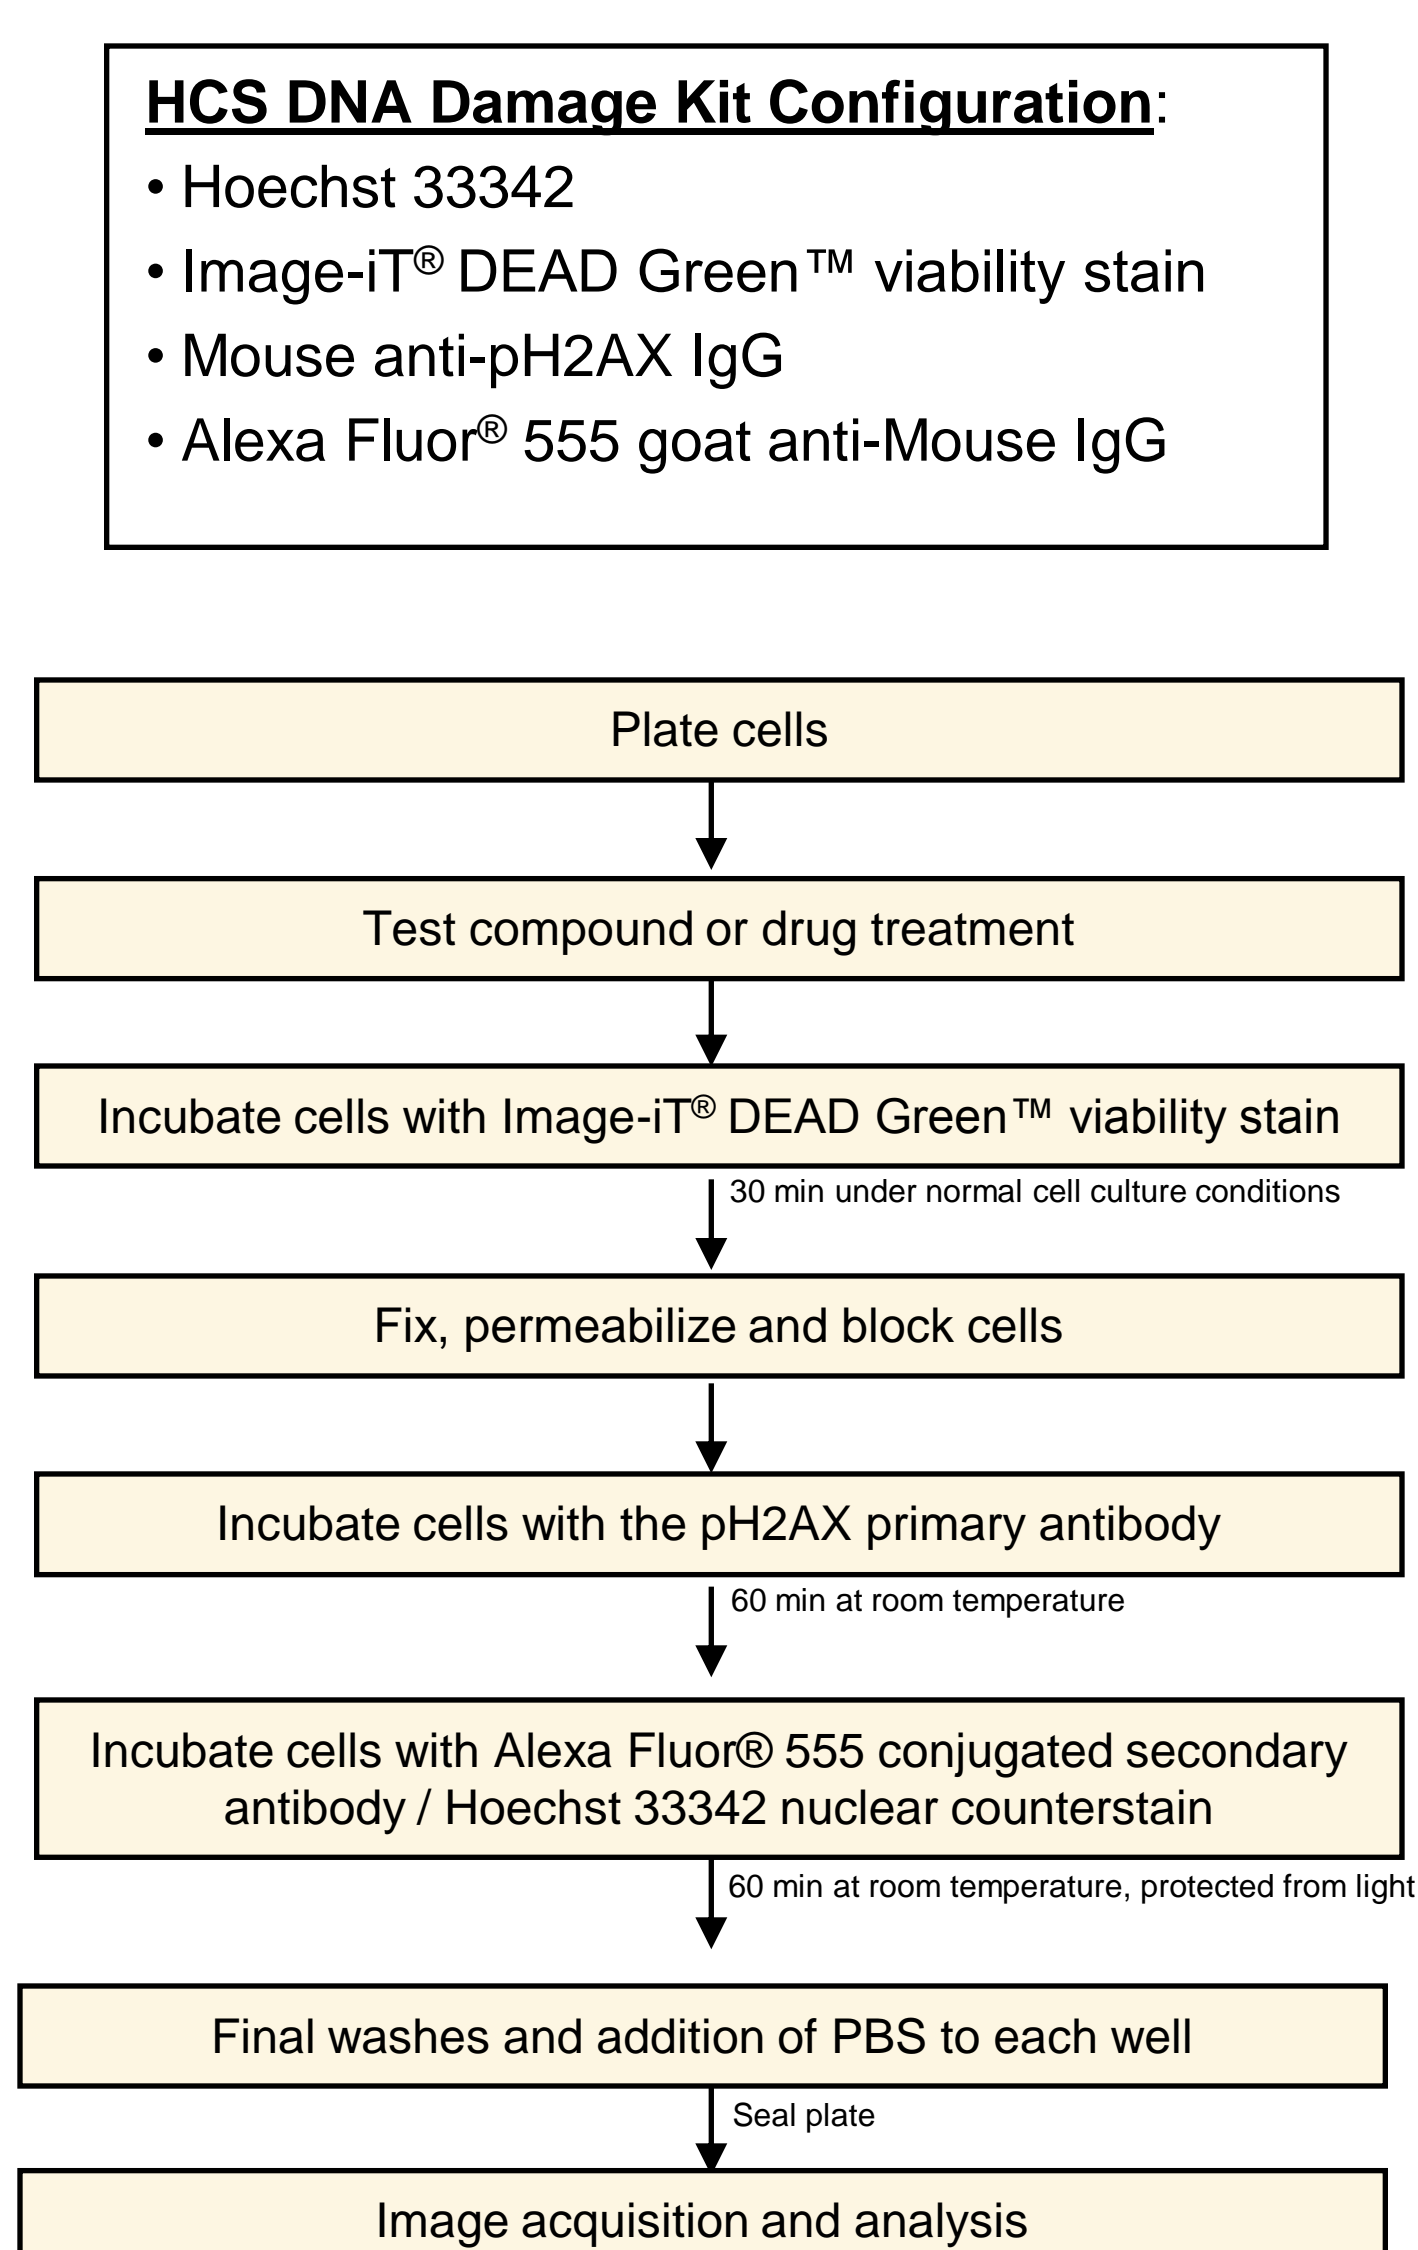 HCS DNA Damage Kit Configuration:
• Hoechst 33342
• Image-iT® DEAD Green™ viability stain
• Mouse anti-pH2AX IgG
• Alexa Fluor® 555 goat anti-Mouse IgG
Plate cells
Test compound or drug treatment
Incubate cells with Image-iT® DEAD Green™ viability stain
30 min under normal cell culture conditions
Fix, permeabilize and block cells
Incubate cells with the pH2AX primary antibody
60 min at room temperature
Incubate cells with Alexa Fluor® 555 conjugated secondary
antibody / Hoechst 33342 nuclear counterstain
60 min at room temperature, protected from light
Final washes and addition of PBS to each well
Seal plate
Image acquisition and analysis